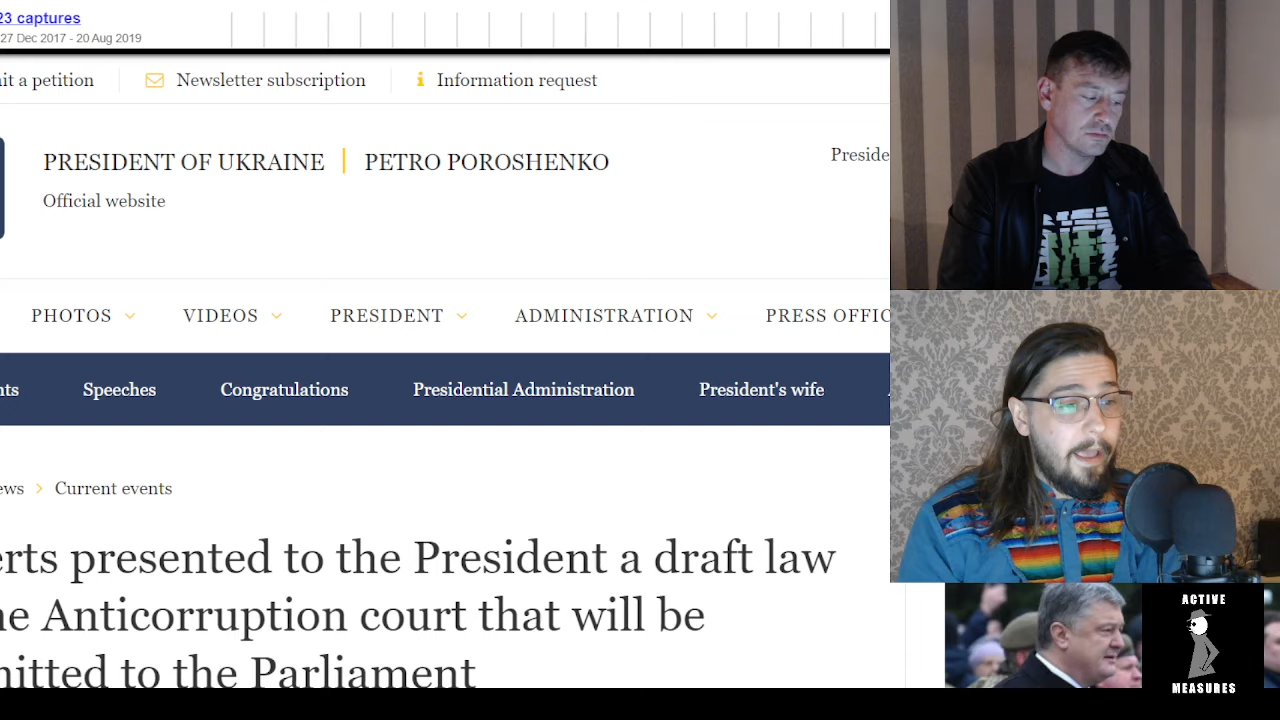 23 captures
27 Dec 2017 - 20 Aug 2019
it a petition
Newsletter subscription
Information request
PRESIDENT OF UKRAINE | PETRO POROSHENKO
Preside
Official website
PHOTOS VIDEOS PRESIDENT ADMINISTRATION PRESS OFFIC
nts Speeches Congratulations Presidential Administration President's wife
ews > Current events
erts presented to the President a draft law
ne Anticorruption court that will be
mitted to the Parliament
ACTIVE
MEASURES